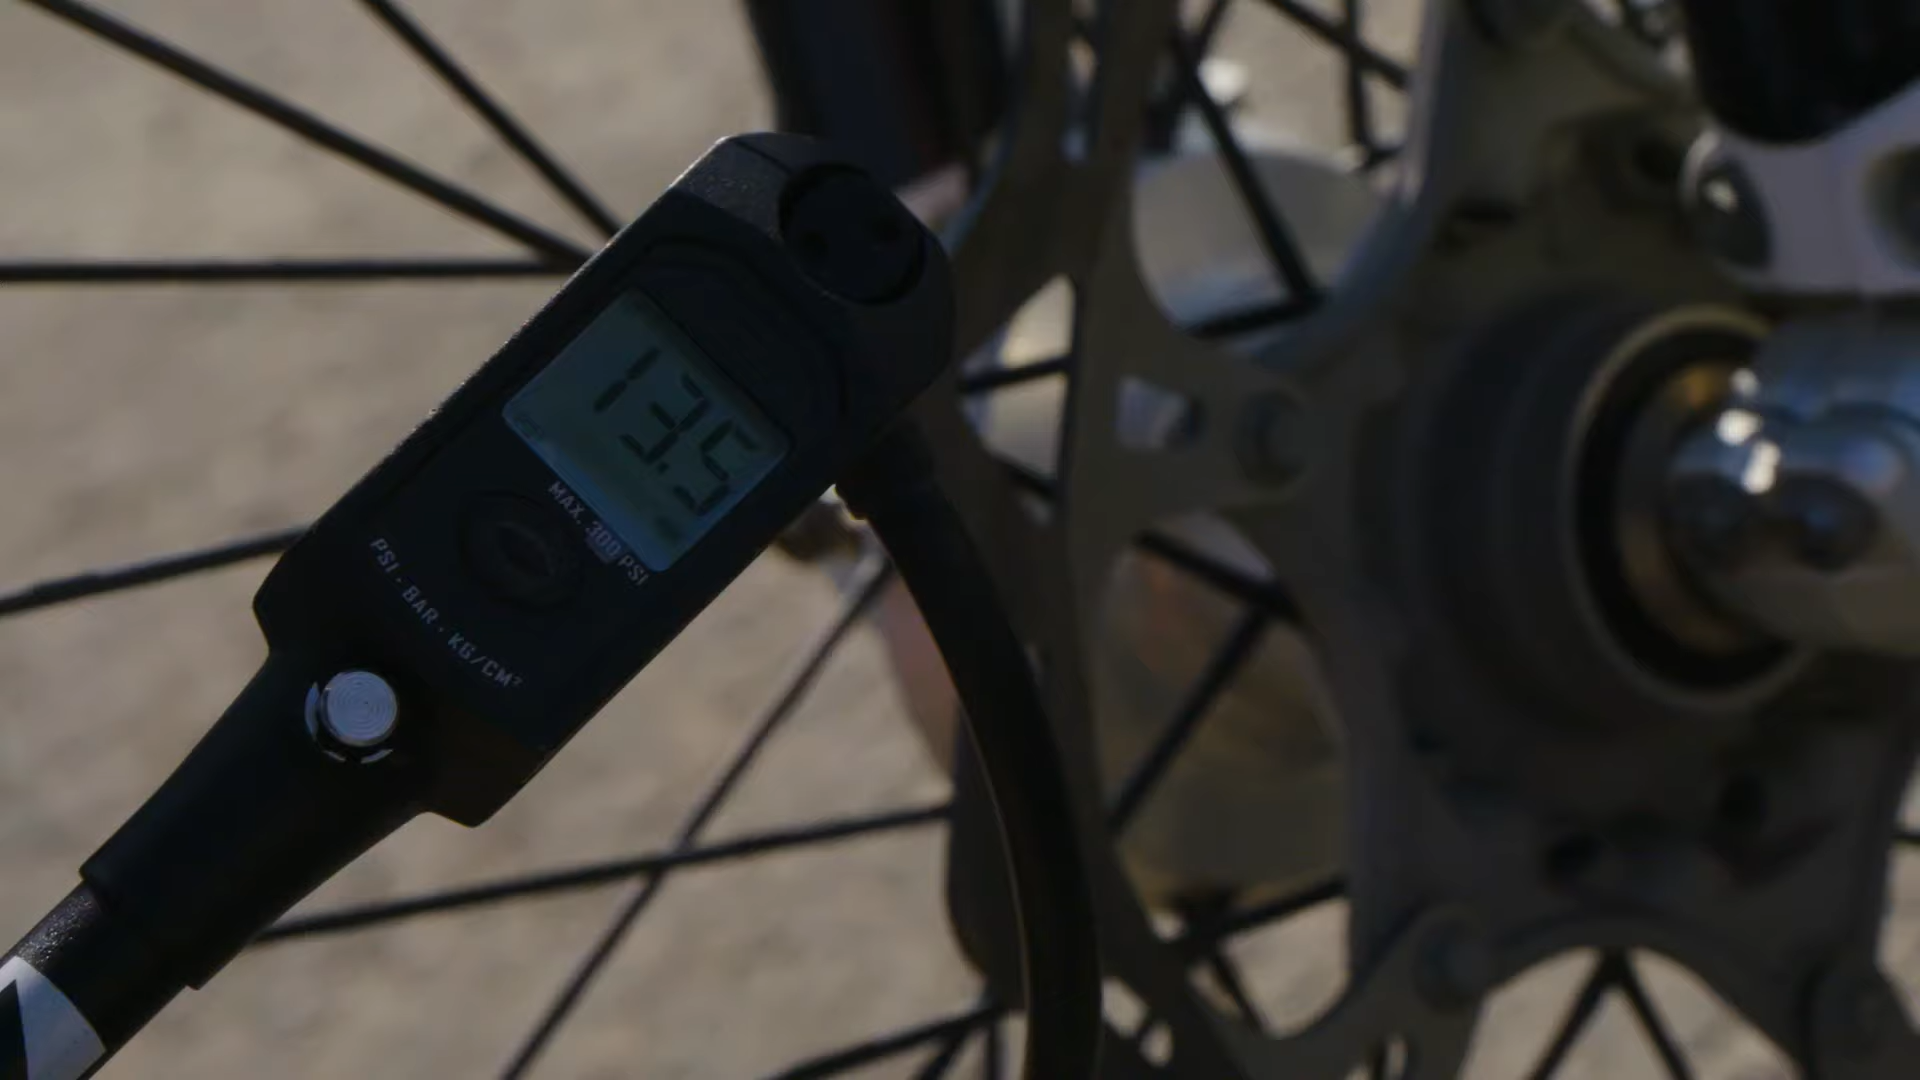 13.5
MAX. 300 PSI
PSI · BAR · KG/CM²